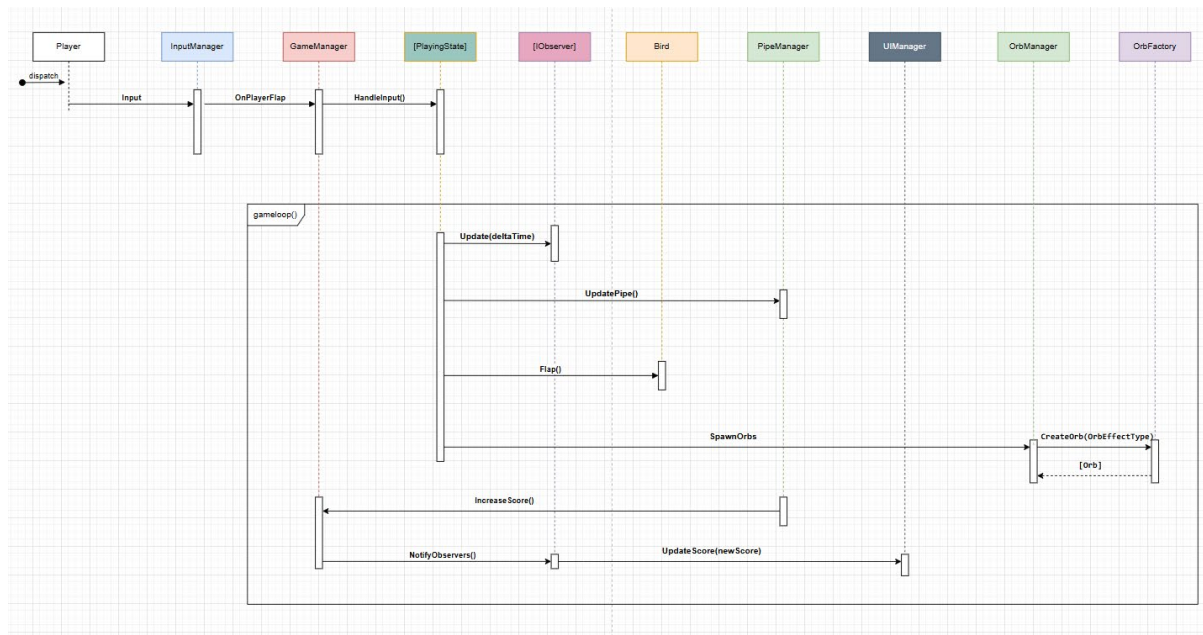 Player
InputManager
GameManager
[PlayingState]
[IObserver]
Bird
PipeManager
UIManager
OrbManager
OrbFactory
dispatch
Input
OnPlayerFlap
HandleInput()
gameloop()
Update(deltaTime)
UpdatePipe()
Flap()
SpawnOrbs
CreateOrb(OrbEffectType)
[Orb]
IncreaseScore()
NotifyObservers()
UpdateScore(newScore)